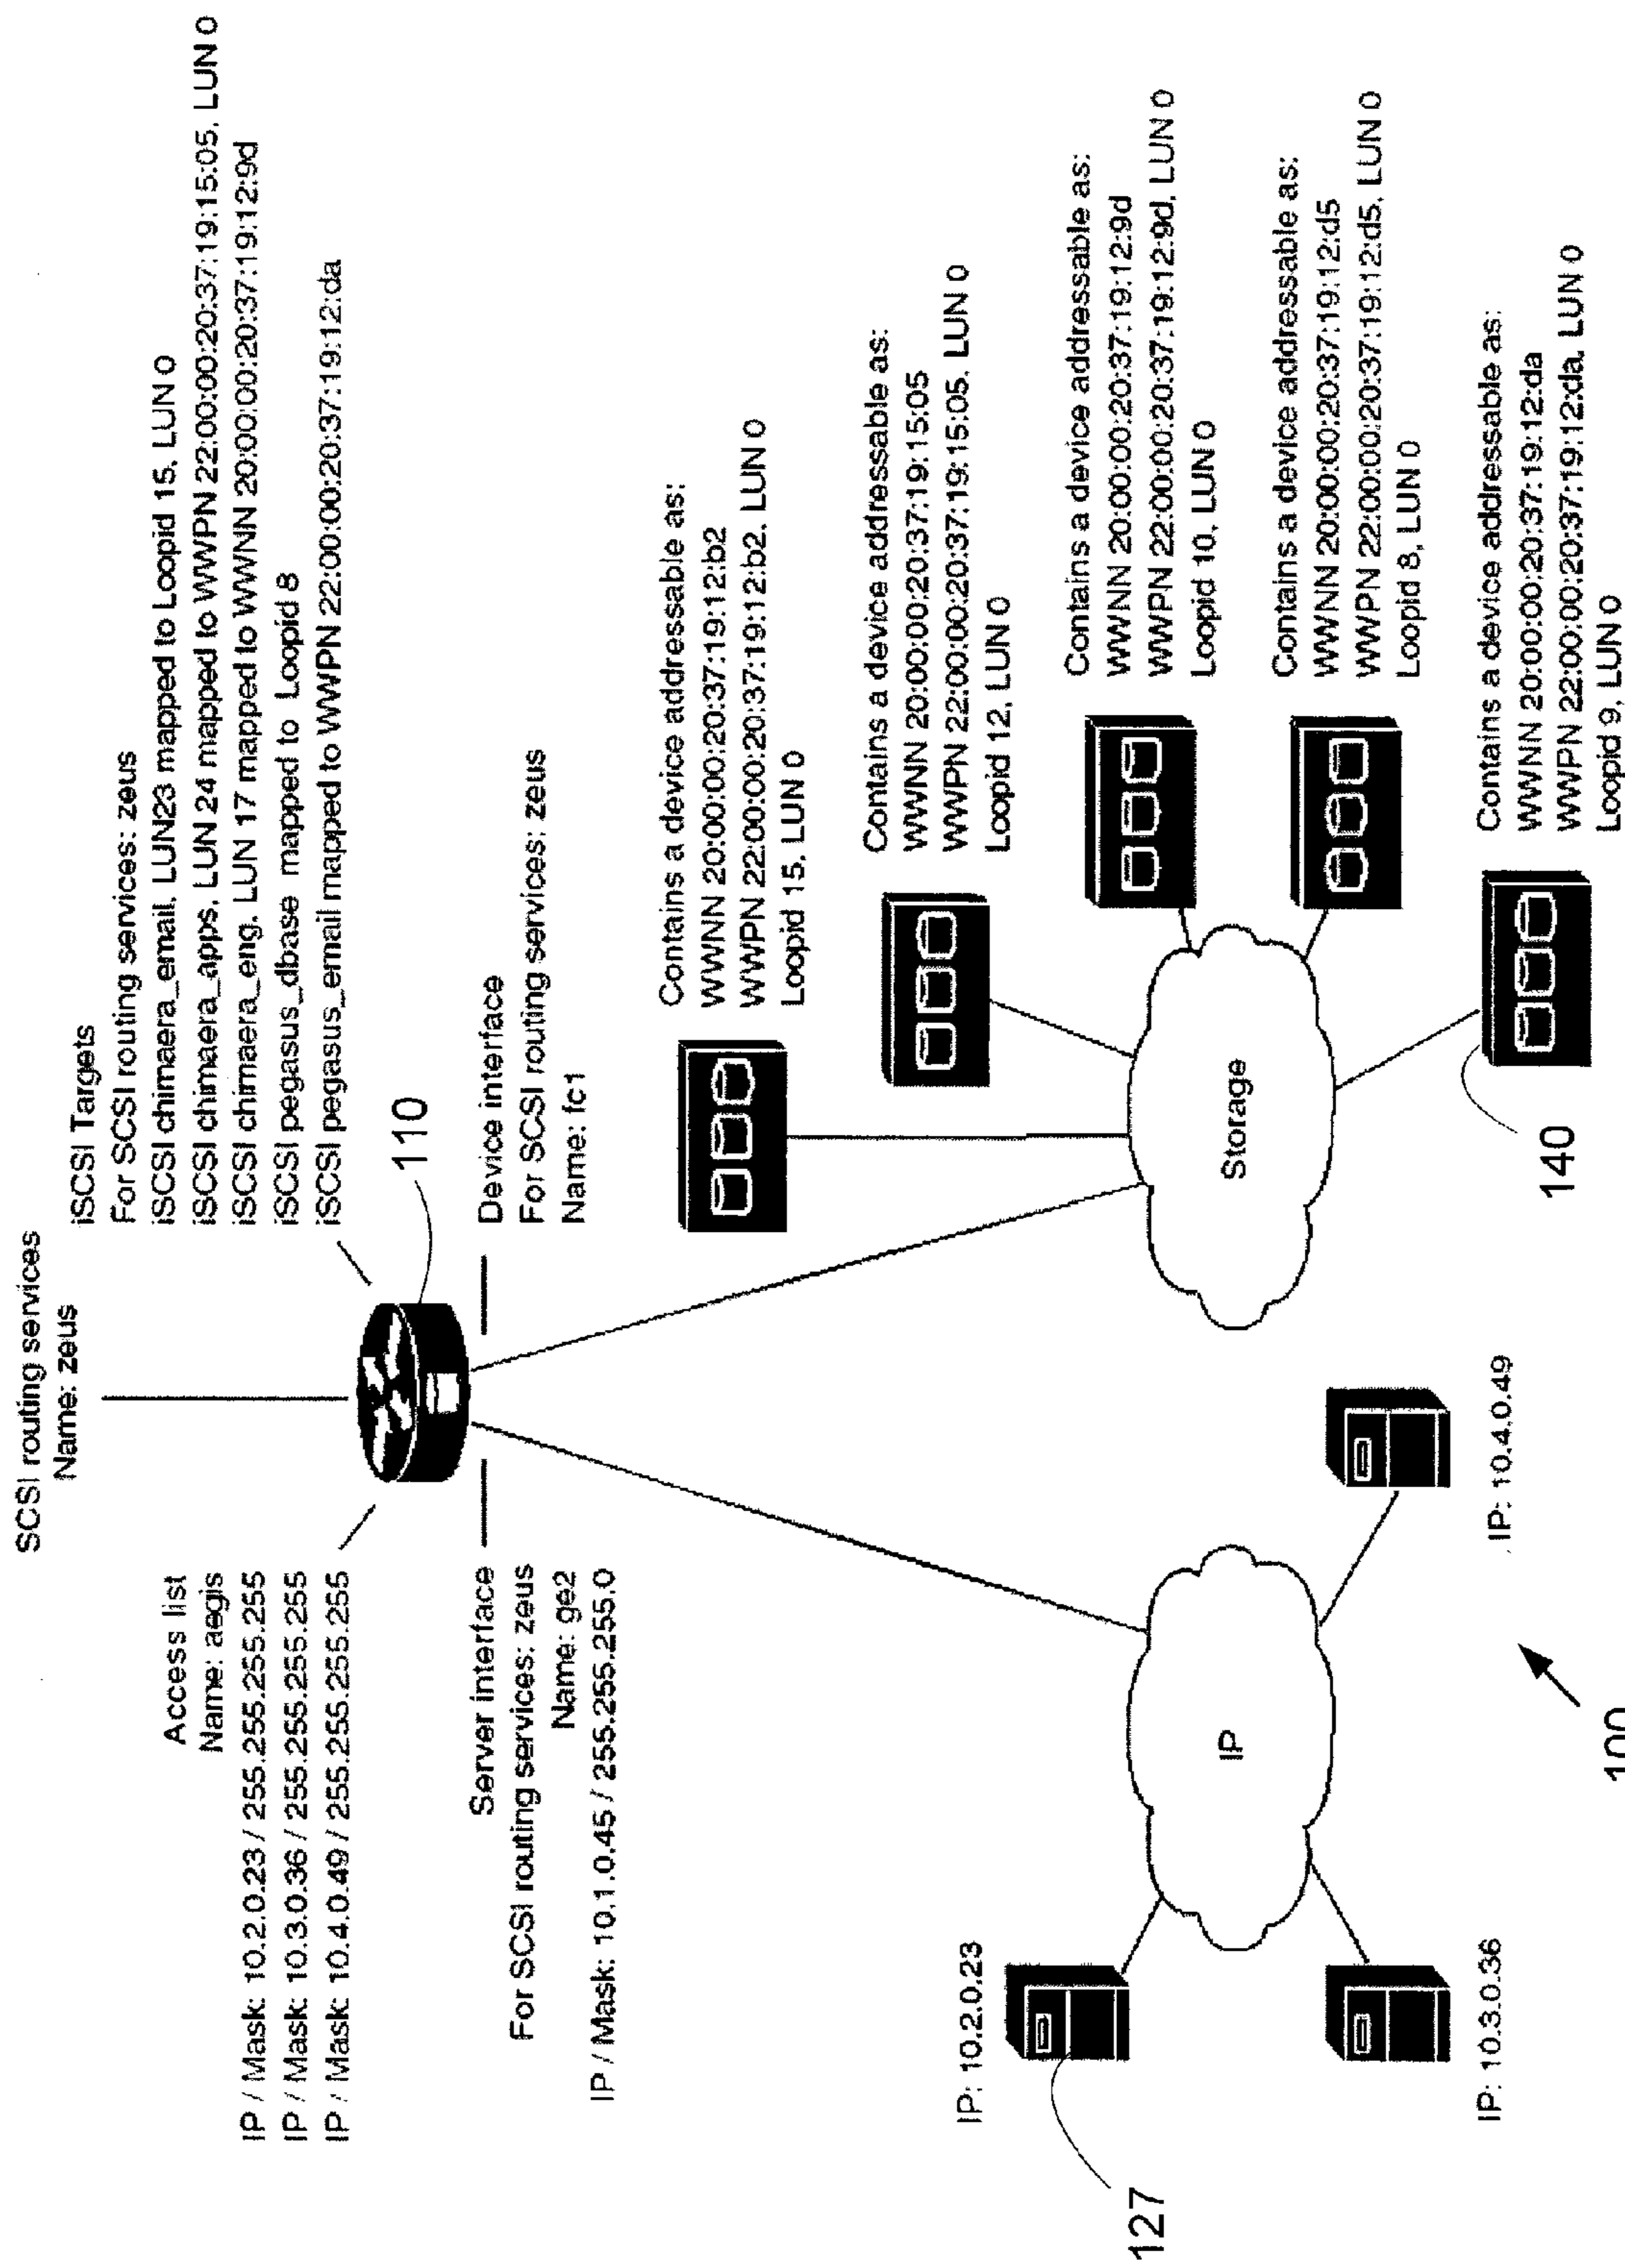 SCSI routing services
Name: zeus
iSCSI Targets
For SCSI routing services: zeus
iSCSI chimaera_email, LUN23 mapped to Loopid 15, LUN 0
iSCSI chimaera_apps, LUN 24 mapped to WWPN 22:00:00:20:37:19:15:05, LUN 0
iSCSI chimaera_eng, LUN 17 mapped to WWNN 20:00:00:20:37:19:12:9d
iSCSI pegasus_dbase mapped to Loopid 8
iSCSI pegasus_email mapped to WWPN 22:00:00:20:37:19:12:da
110
Access list
Name: aegis
IP / Mask: 10.2.0.23 / 255.255.255.255
IP / Mask: 10.3.0.36 / 255.255.255.255
IP / Mask: 10.4.0.49 / 255.255.255.255
Server interface
For SCSI routing services: zeus
Name: ge2
IP / Mask: 10.1.0.45 / 255.255.255.0
Device interface
For SCSI routing services: zeus
Name: fc1
Contains a device addressable as:
WWNN 20:00:00:20:37:19:12:b2
WWPN 22:00:00:20:37:19:12:b2, LUN 0
Loopid 15, LUN 0
Contains a device addressable as:
WWNN 20:00:00:20:37:19:15:05
WWPN 22:00:00:20:37:19:15:05, LUN 0
Loopid 12, LUN 0
Contains a device addressable as:
WWNN 20:00:00:20:37:19:12:9d
WWPN 22:00:00:20:37:19:12:9d, LUN 0
Loopid 10, LUN 0
Contains a device addressable as:
WWNN 20:00:00:20:37:19:12:d5
WWPN 22:00:00:20:37:19:12:d5, LUN 0
Loopid 8, LUN 0
Contains a device addressable as:
WWNN 20:00:00:20:37:19:12:da
WWPN 22:00:00:20:37:19:12:da, LUN 0
Loopid 9, LUN 0
Storage
140
IP
IP: 10.2.0.23
127
IP: 10.3.0.36
IP: 10.4.0.49